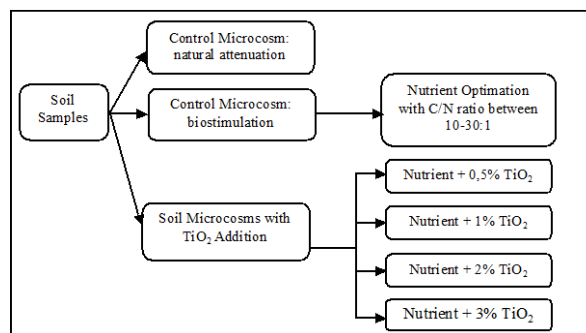 Control Microcosm:
natural attenuation
Soil
Samples
Control Microcosm:
biostimulation
Nutrient Optimation
with C/N ratio between
10-30:1
Soil Microcosms with
TiO₂ Addition
Nutrient + 0,5% TiO₂
Nutrient + 1% TiO₂
Nutrient + 2% TiO₂
Nutrient + 3% TiO₂